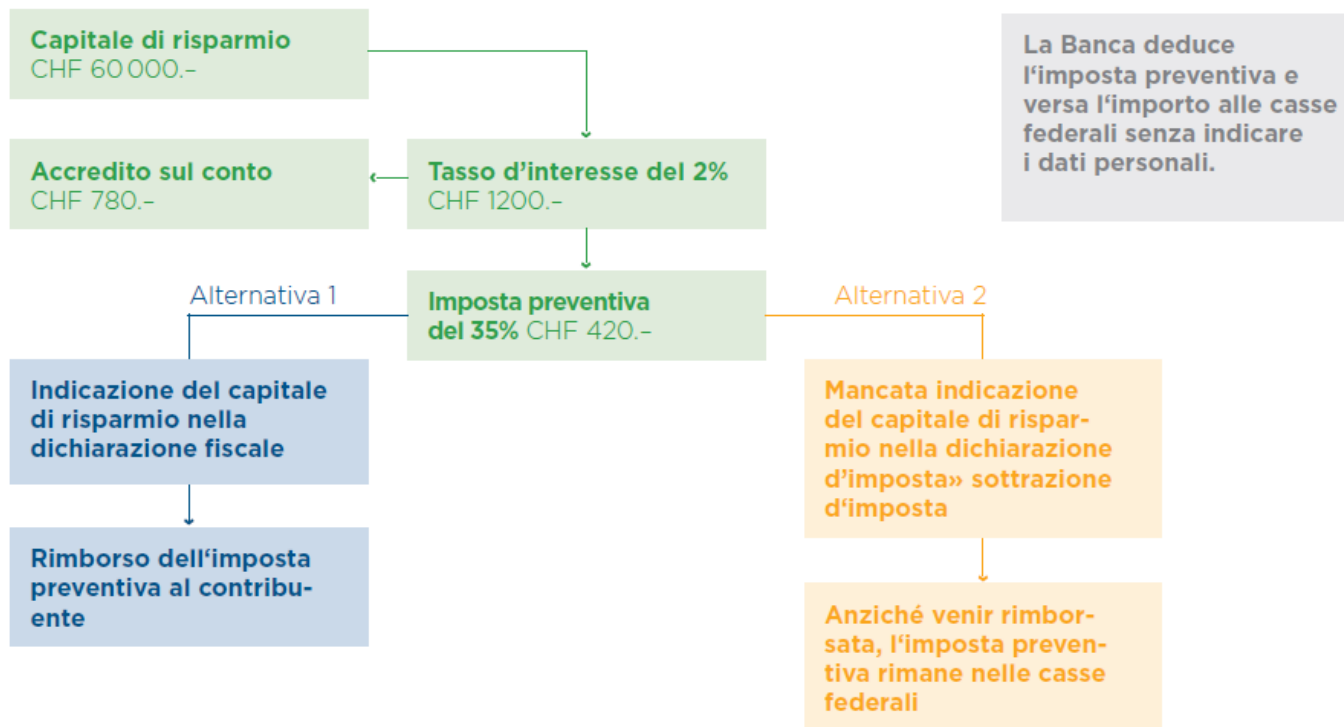 Capitale di risparmio
CHF 60 000.–
La Banca deduce
l‘imposta preventiva e
versa l‘importo alle casse
federali senza indicare
i dati personali.
Accredito sul conto
CHF 780.–
Tasso d’interesse del 2%
CHF 1200.–
Alternativa 1
Imposta preventiva
del 35% CHF 420.–
Alternativa 2
Indicazione del capitale
di risparmio nella
dichiarazione fiscale
Rimborso dell‘imposta
preventiva al contribu-
ente
Mancata indicazione
del capitale di rispar-
mio nella dichiarazione
d’imposta» sottrazione
d‘imposta
Anziché venir rimbor-
sata, l‘imposta preven-
tiva rimane nelle casse
federali